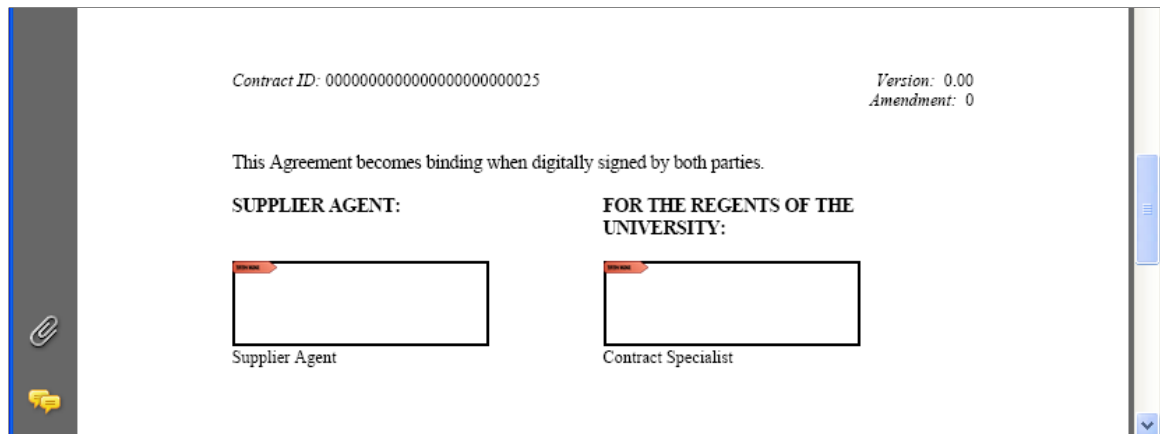 Contract ID: 0000000000000000000000025
Version: 0.00
Amendment: 0
This Agreement becomes binding when digitally signed by both parties.
SUPPLIER AGENT:
FOR THE REGENTS OF THE
UNIVERSITY:
Supplier Agent
Contract Specialist